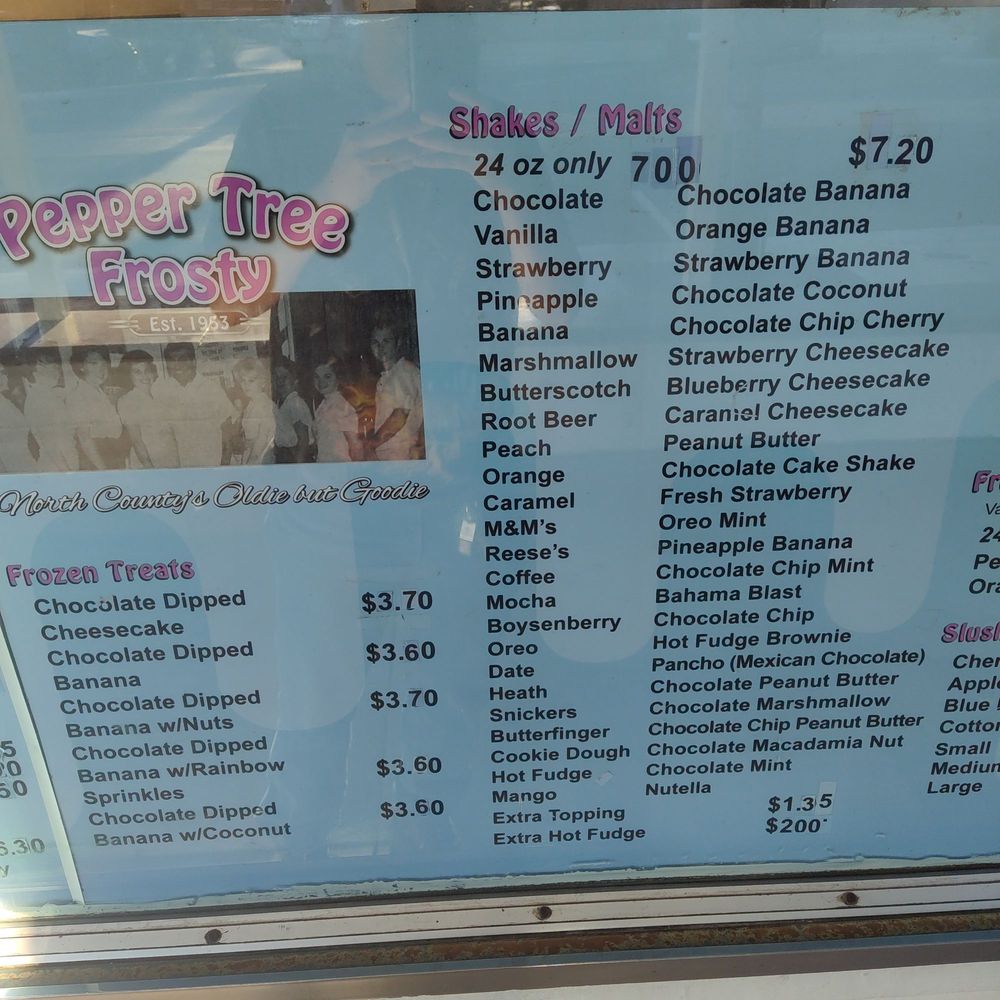 Pepper Tree
Frosty
Est. 1953
North County's Oldie but Goodie
Frozen Treats
Chocolate Dipped $3.70
Cheesecake
Chocolate Dipped $3.60
Banana
Chocolate Dipped $3.70
Banana w/Nuts
Chocolate Dipped
Banana w/Rainbow $3.60
Sprinkles
Chocolate Dipped $3.60
Banana w/Coconut
Shakes / Malts
24 oz only 700 $7.20
Chocolate
Vanilla
Strawberry
Pineapple
Banana
Marshmallow
Butterscotch
Root Beer
Peach
Orange
Caramel
M&M's
Reese's
Coffee
Mocha
Boysenberry
Oreo
Date
Heath
Snickers
Butterfinger
Cookie Dough
Hot Fudge
Mango
Extra Topping $1.35
Extra Hot Fudge $200
Chocolate Banana
Orange Banana
Strawberry Banana
Chocolate Coconut
Chocolate Chip Cherry
Strawberry Cheesecake
Blueberry Cheesecake
Caramel Cheesecake
Peanut Butter
Chocolate Cake Shake
Fresh Strawberry
Oreo Mint
Pineapple Banana
Chocolate Chip Mint
Bahama Blast
Chocolate Chip
Hot Fudge Brownie
Pancho (Mexican Chocolate)
Chocolate Peanut Butter
Chocolate Marshmallow
Chocolate Chip Peanut Butter
Chocolate Macadamia Nut
Chocolate Mint
Nutella
24
Blue
Small
Large